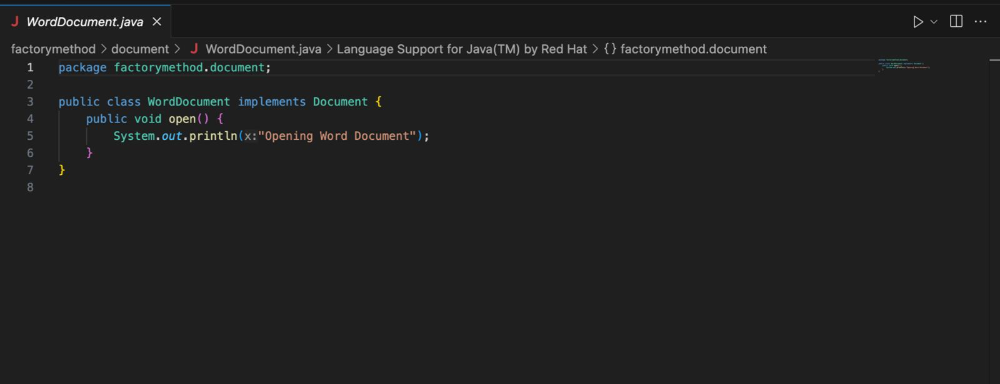 J WordDocument.java ×
factorymethod > document > J WordDocument.java > Language Support for Java(TM) by Red Hat > {} factorymethod.document
1 package factorymethod.document;
2
3 public class WordDocument implements Document {
4     public void open() {
5         System.out.println(x:"Opening Word Document");
6     }
7 }
8